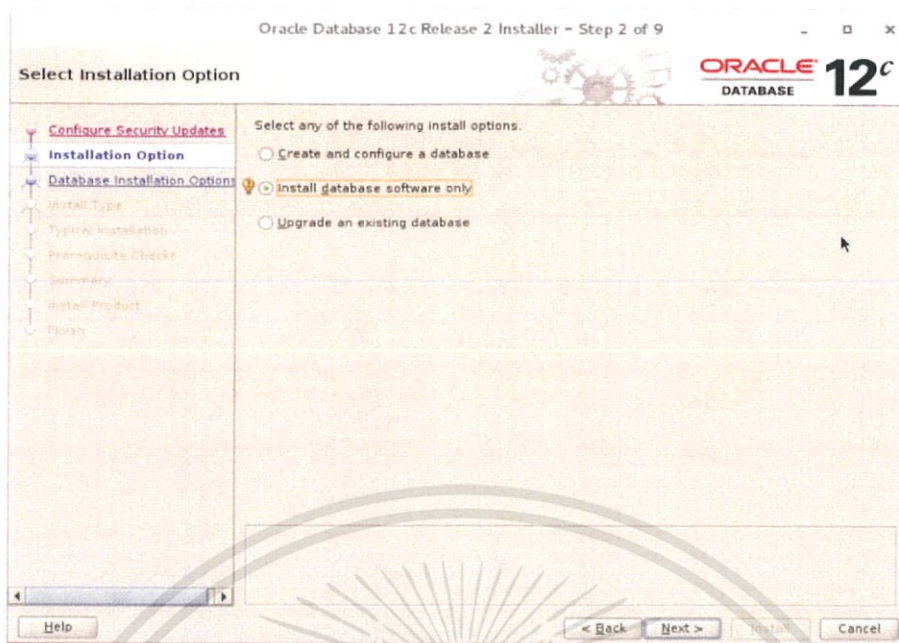 Oracle Database 12c Release 2 Installer - Step 2 of 9
Select Installation Option
ORACLE
DATABASE
12c
Configure Security Updates
Installation Option
Database Installation Options
Install Type
Typical Installation
Prerequisite Checks
Summary
Install Product
Finish
Select any of the following install options.
Create and configure a database
Install database software only
Upgrade an existing database
Help
< Back
Next >
Install
Cancel